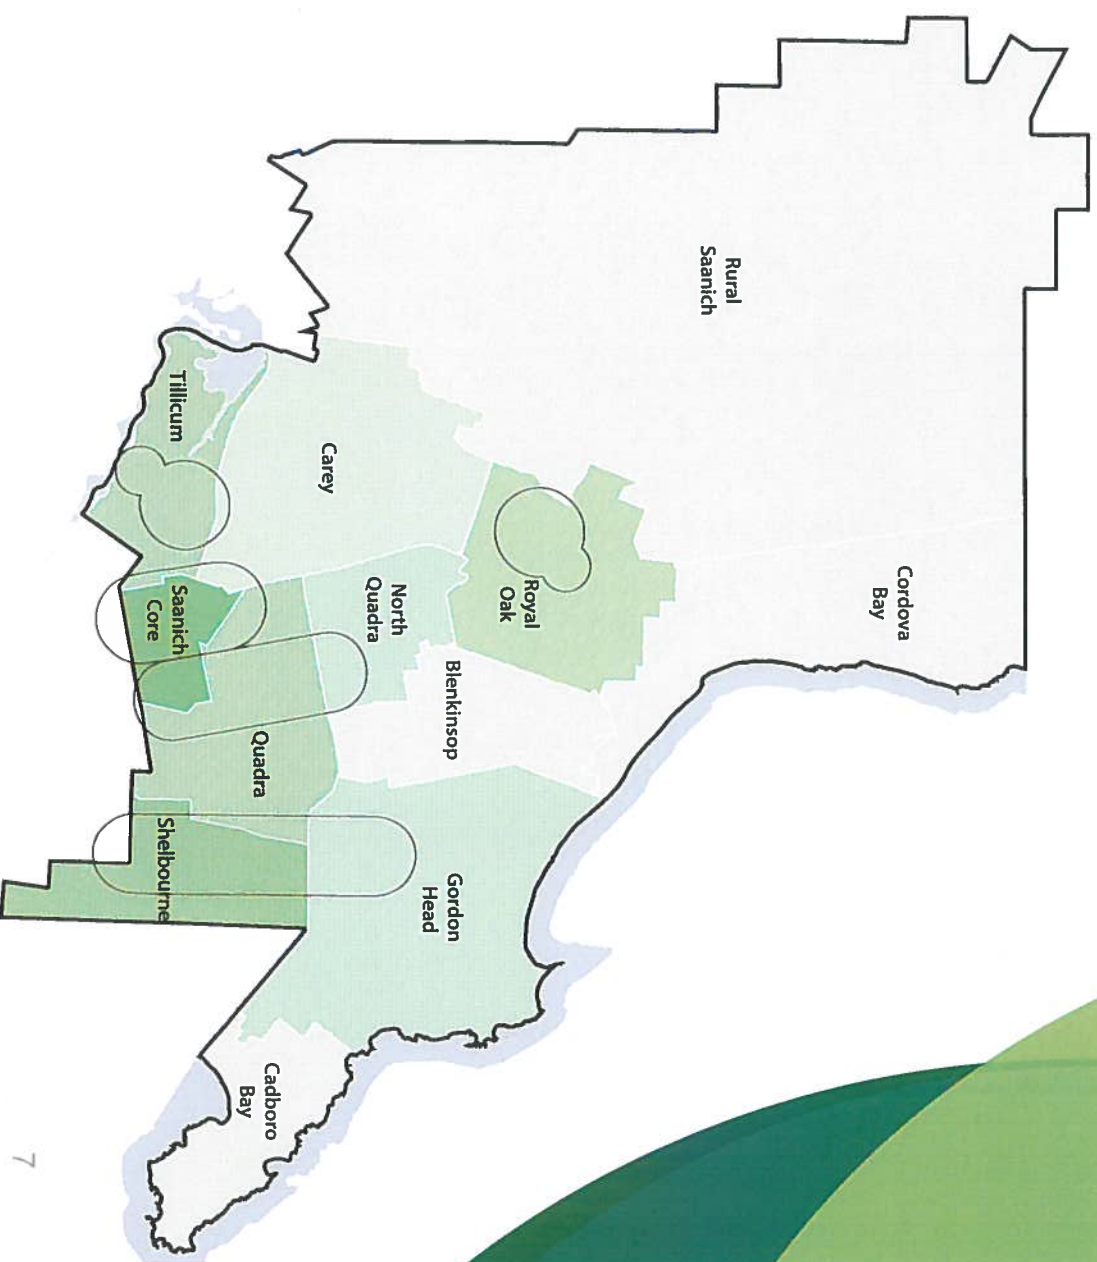 Rural
Saanich
Cordova
Bay
Royal
Oak
Carey
North
Quadra
Blenkinsop
Tillicum
Saanich
Core
Quadra
Gordon
Head
Shelbourne
Cadboro
Bay
7